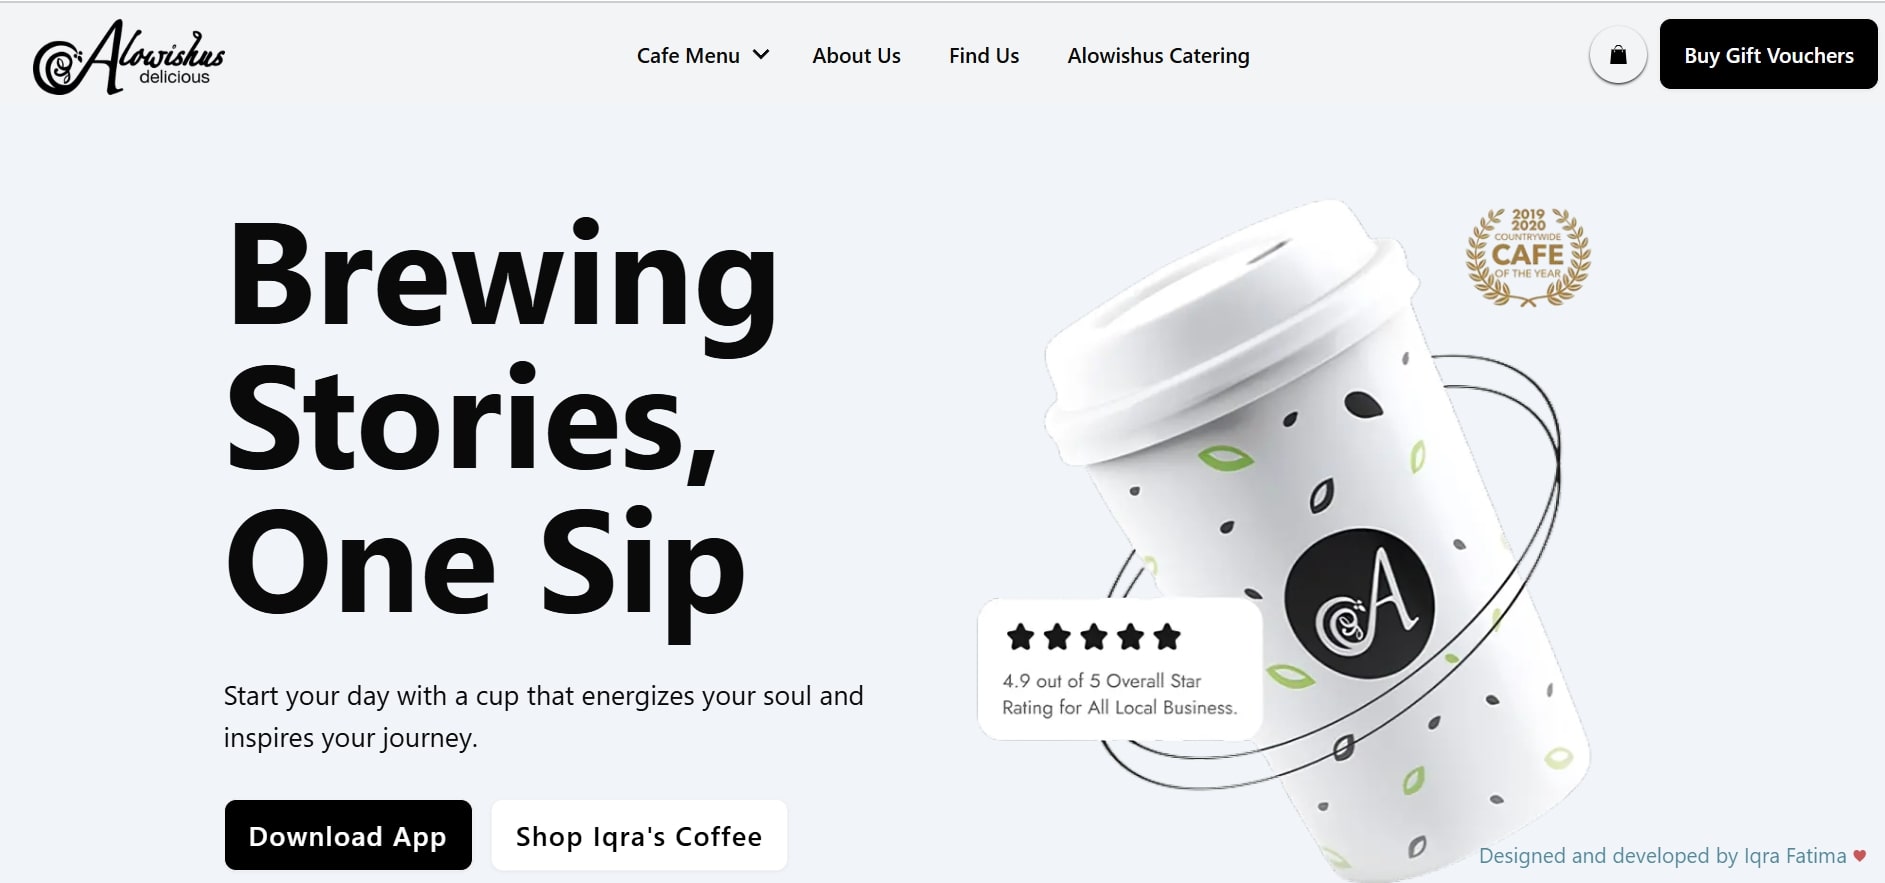 Alowishus
delicious
Cafe Menu
About Us
Find Us
Alowishus Catering
Buy Gift Vouchers
Brewing
Stories,
One Sip
Start your day with a cup that energizes your soul and
inspires your journey.
Download App
Shop Iqra's Coffee
2019
2020
COUNTRYWIDE
CAFE
OF THE YEAR
A
4.9 out of 5 Overall Star
Rating for All Local Business.
Designed and developed by Iqra Fatima